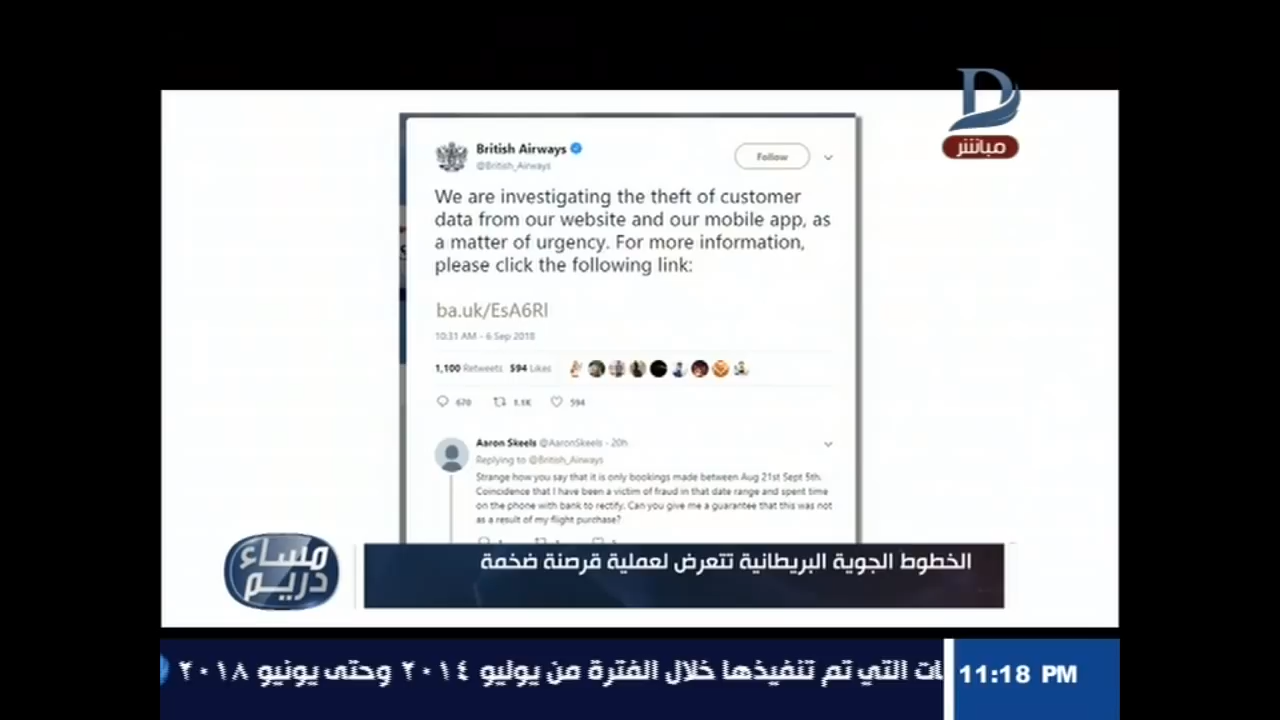 British Airways
@British_Airways
Follow
We are investigating the theft of customer
data from our website and our mobile app, as
a matter of urgency. For more information,
please click the following link:
ba.uk/EsA6Rl
10:31 AM - 6 Sep 2018
1,100 Retweets 594 Likes
670 1.1K 594
Aaron Skeels @AaronSkeels - 20h
Replying to @British_Airways
Strange how you say that it is only bookings made between Aug 21st Sept 5th.
Coincidence that I have been a victim of fraud in that date range and spent time
on the phone with bank to rectify. Can you give me a guarantee that this was not
as a result of my flight purchase?
D
مباشر
مساء
دريم
الخطوط الجوية البريطانية تتعرض لعملية قرصنة ضخمة
التي تم تنفيذها خلال الفترة من يوليو ٢٠١٤ وحتى يونيو ٢٠١٨
11:18 PM